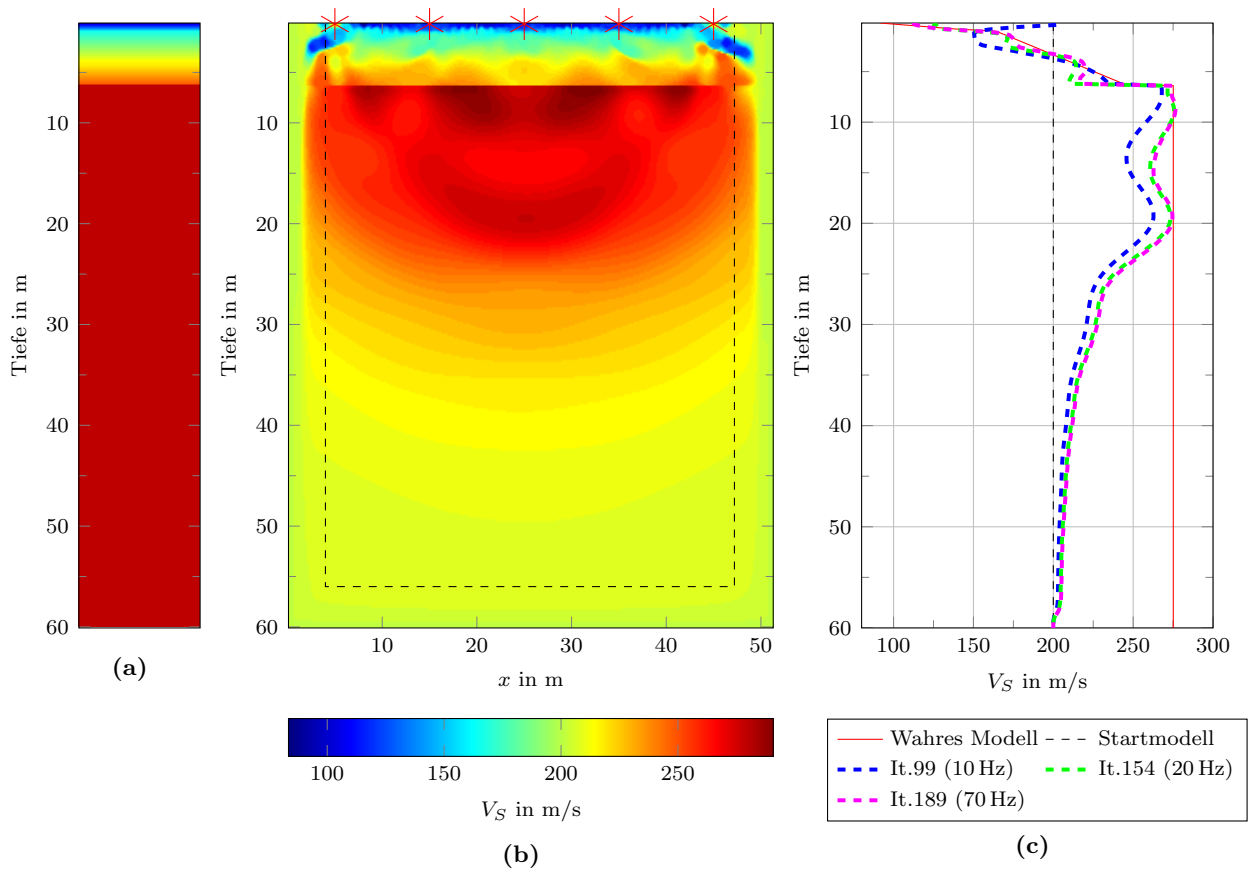 10
20
30
40
50
60
Tiefe in m
(a)
10
20
30
40
50
60
Tiefe in m
10 20 30 40 50
x in m
100 150 200 250
V_S in m/s
(b)
10
20
30
40
50
60
Tiefe in m
100 150 200 250 300
V_S in m/s
Wahres Modell Startmodell
It.99 (10 Hz) It.154 (20 Hz)
It.189 (70 Hz)
(c)